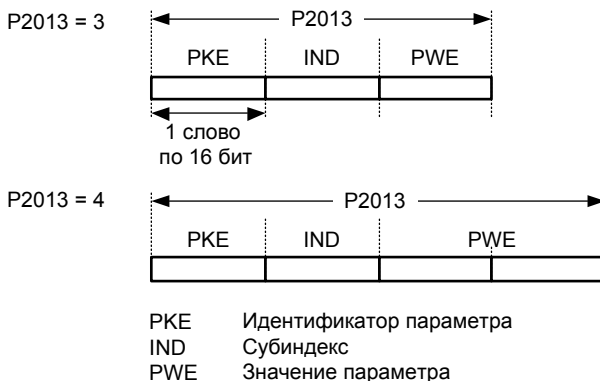 P2013 = 3
P2013
PKE IND PWE
1 слово
по 16 бит
P2013 = 4
P2013
PKE IND PWE
PKE Идентификатор параметра
IND Субиндекс
PWE Значение параметра